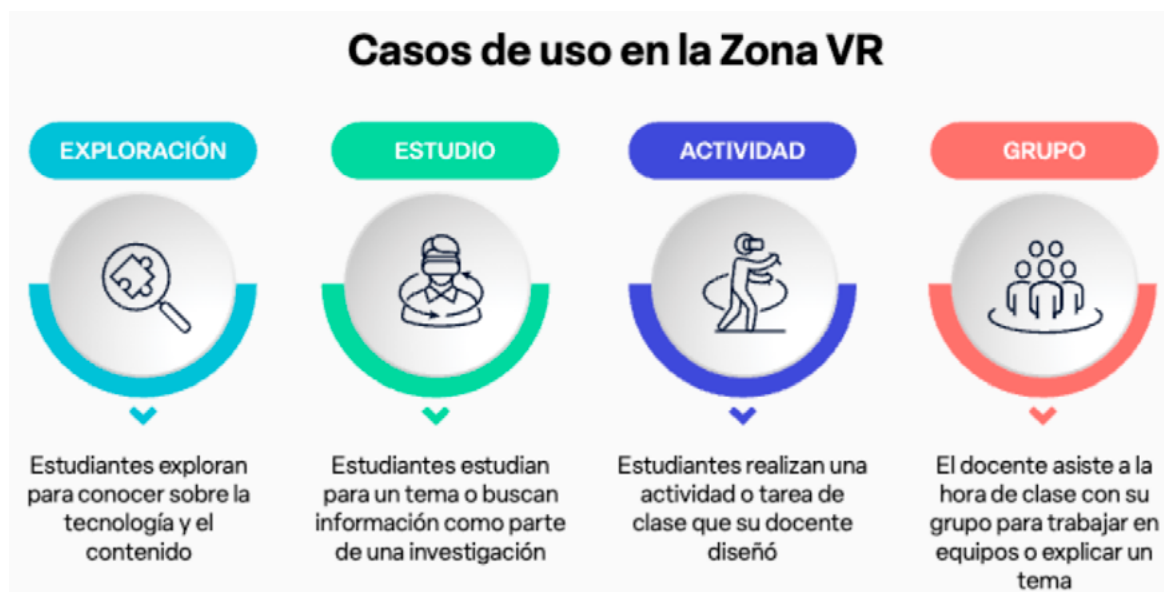 Casos de uso en la Zona VR
EXPLORACIÓN
Estudiantes exploran
para conocer sobre la
tecnología y el
contenido
ESTUDIO
Estudiantes estudian
para un tema o buscan
información como parte
de una investigación
ACTIVIDAD
Estudiantes realizan una
actividad o tarea de
clase que su docente
diseñó
GRUPO
El docente asiste a la
hora de clase con su
grupo para trabajar en
equipos o explicar un
tema